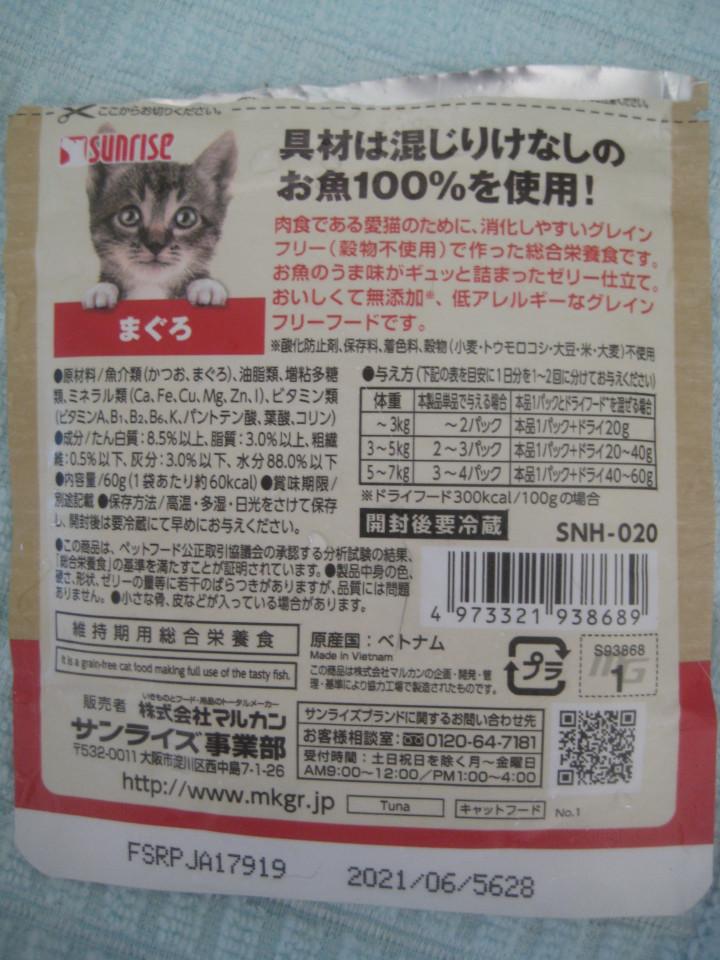 ここからお切りください。
SUNRISE
具材は混じりけなしの
お魚100%を使用!
肉食である愛猫のために、消化しやすいグレイン
フリー(穀物不使用)で作った総合栄養食です。
お魚のうま味がギュッと詰まったゼリー仕立て。
おいしくて無添加※、低アレルギーなグレイン
フリーフードです。
※酸化防止剤、保存料、着色料、穀物(小麦・トウモロコシ・大豆・米・大麦)不使用
まぐろ
●原材料/魚介類(かつお、まぐろ)、油脂類、増粘多糖
類、ミネラル類(Ca, Fe, Cu, Mg, Zn, I)、ビタミン類
(ビタミンA、B1、B2、B6、K、パントテン酸、葉酸、コリン)
●成分/たん白質:8.5%以上、脂質:3.0%以上、粗繊
維:0.5%以下、灰分:3.0%以下、水分88.0%以下
●内容量/60g(1袋あたり約60kcal)●賞味期限/
別途記載 ●保存方法/高温・多湿・日光をさけて保存
し、開封後は要冷蔵にて早めにお与えください。
●与え方(下記の表を目安に1日分を1~2回に分けてお与えください)
体重 本製品単品で与える場合 本品1パックとドライフード※を混ぜる場合
~3kg ~2パック 本品1パック+ドライ20g
3~5kg 2~3パック 本品1パック+ドライ20~40g
5~7kg 3~4パック 本品1パック+ドライ40~60g
※ドライフード300kcal/100gの場合
開封後要冷蔵 SNH-020
●この商品は、ペットフード公正取引協議会の承認する分析試験の結果、
「総合栄養食」の基準を満たすことが証明されています。●製品中身の色、
硬さ、形状、ゼリーの量等に若干のばらつきがありますが、品質には問題
ありません。●小さな骨、皮などが入っている場合があります。
4 973321 938689
維持期用総合栄養食
It is a grain-free cat food making full use of the tasty fish.
原産国:ベトナム
Made in Vietnam
この商品は株式会社マルカンの企画・開発・管
理・基準により協力工場で製造されたものです。
プラ
S93868
MG
1
いきものとフード・用品のトータルメーカー
販売者 株式会社マルカン
サンライズ事業部
〒532-0011 大阪市淀川区西中島7-1-26
http://www.mkgr.jp
サンライズブランドに関するお問い合わせ先
お客様相談室:0120-64-7181
受付時間:土日祝日を除く月~金曜日
AM9:00~12:00/PM1:00~4:00
Tuna キャットフード No.1
FSRPJA17919 2021/06/5628